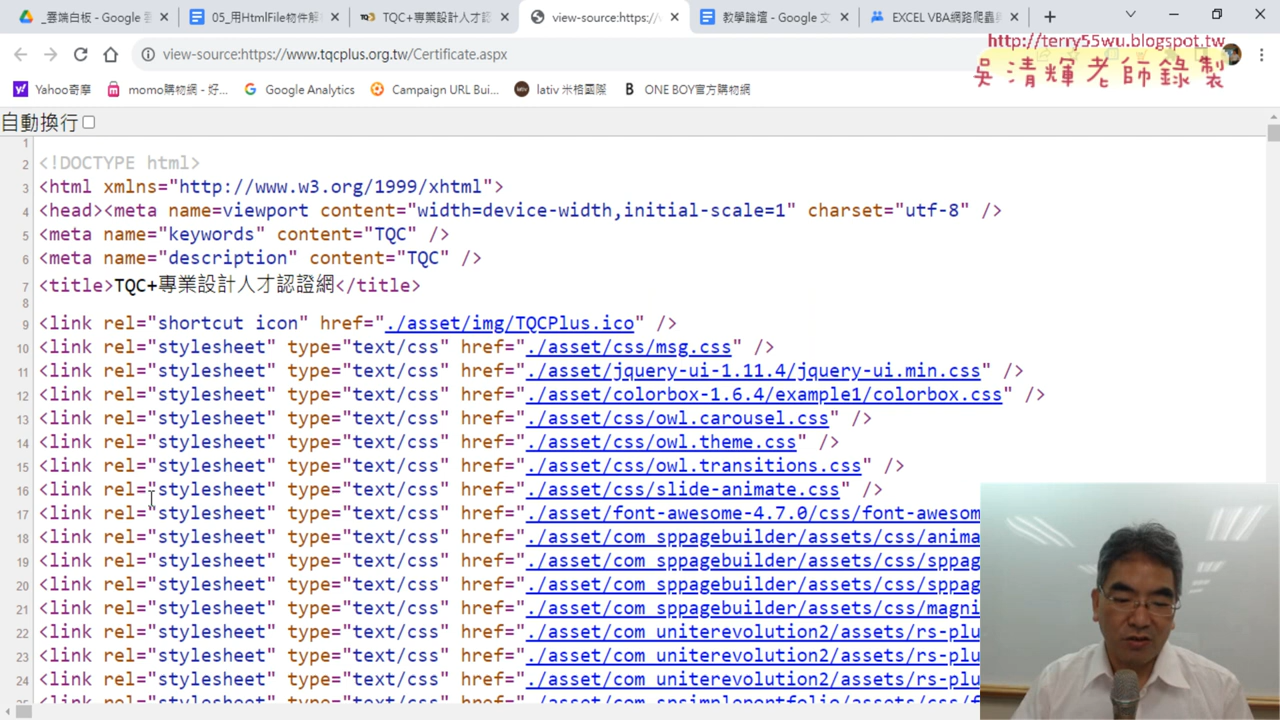 _雲端白板 - Google 雲
05_用HtmlFile物件解
TQC+專業設計人才認
view-source:https://www
教學論壇 - Google 文
EXCEL VBA網路爬蟲
http://terry55wu.blogspot.tw
view-source:https://www.tqcplus.org.tw/Certificate.aspx
吳清輝老師錄製
Yahoo奇摩
momo購物網 - 好...
Google Analytics
Campaign URL Bui...
lativ 米格國際
ONE BOY官方購物網
自動換行
1
2 <!DOCTYPE html>
3 <html xmlns="http://www.w3.org/1999/xhtml">
4 <head><meta name=viewport content="width=device-width,initial-scale=1" charset="utf-8" />
5 <meta name="keywords" content="TQC" />
6 <meta name="description" content="TQC" />
7 <title>TQC+專業設計人才認證網</title>
8
9 <link rel="shortcut icon" href="./asset/img/TQCPlus.ico" />
10 <link rel="stylesheet" type="text/css" href="./asset/css/msg.css" />
11 <link rel="stylesheet" type="text/css" href="./asset/jquery-ui-1.11.4/jquery-ui.min.css" />
12 <link rel="stylesheet" type="text/css" href="./asset/colorbox-1.6.4/example1/colorbox.css" />
13 <link rel="stylesheet" type="text/css" href="./asset/css/owl.carousel.css" />
14 <link rel="stylesheet" type="text/css" href="./asset/css/owl.theme.css" />
15 <link rel="stylesheet" type="text/css" href="./asset/css/owl.transitions.css" />
16 <link rel="stylesheet" type="text/css" href="./asset/css/slide-animate.css" />
17 <link rel="stylesheet" type="text/css" href="./asset/font-awesome-4.7.0/css/font-awesom
18 <link rel="stylesheet" type="text/css" href="./asset/com_sppagebuilder/assets/css/anima
19 <link rel="stylesheet" type="text/css" href="./asset/com_sppagebuilder/assets/css/sppag
20 <link rel="stylesheet" type="text/css" href="./asset/com_sppagebuilder/assets/css/sppag
21 <link rel="stylesheet" type="text/css" href="./asset/com_sppagebuilder/assets/css/magni
22 <link rel="stylesheet" type="text/css" href="./asset/com_uniterevolution2/assets/rs-plu
23 <link rel="stylesheet" type="text/css" href="./asset/com_uniterevolution2/assets/rs-plu
24 <link rel="stylesheet" type="text/css" href="./asset/com_uniterevolution2/assets/rs-plu